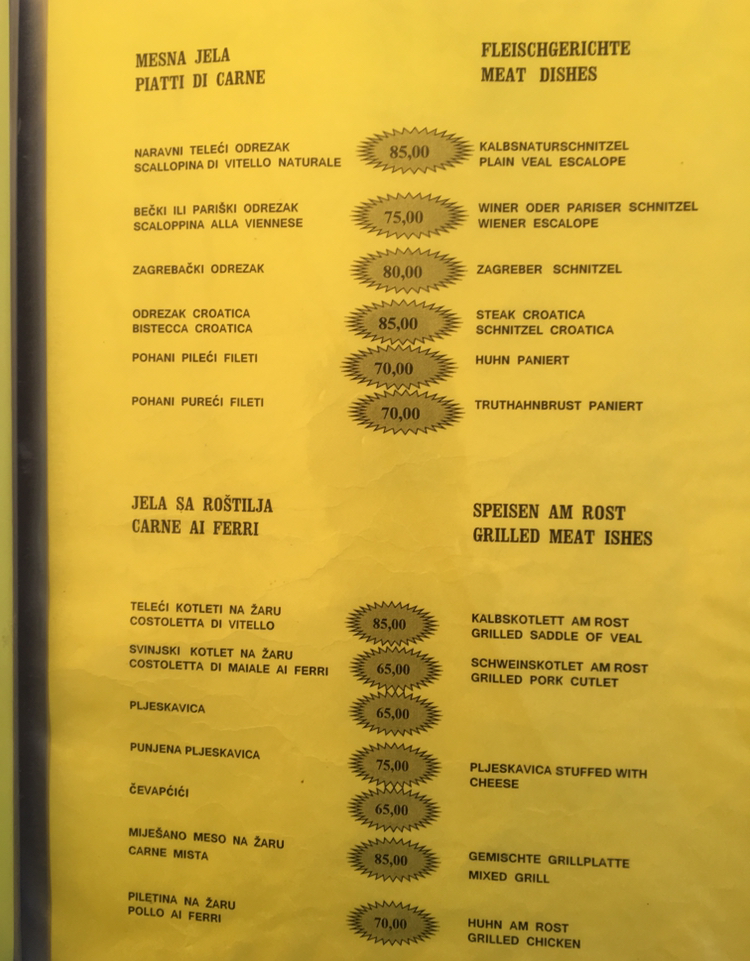 MESNA JELA
PIATTI DI CARNE
FLEISCHGERICHTE
MEAT DISHES
NARAVNI TELEĆI ODREZAK
SCALLOPINA DI VITELLO NATURALE
85,00
KALBSNATURSCHNITZEL
PLAIN VEAL ESCALOPE
BEČKI ILI PARIŠKI ODREZAK
SCALOPPINA ALLA VIENNESE
75,00
WINER ODER PARISER SCHNITZEL
WIENER ESCALOPE
ZAGREBAČKI ODREZAK
80,00
ZAGREBER SCHNITZEL
ODREZAK CROATICA
BISTECCA CROATICA
85,00
STEAK CROATICA
SCHNITZEL CROATICA
POHANI PILEĆI FILETI
70,00
HUHN PANIERT
POHANI PUREĆI FILETI
70,00
TRUTHAHNBRUST PANIERT
JELA SA ROŠTILJA
CARNE AI FERRI
SPEISEN AM ROST
GRILLED MEAT ISHES
TELEĆI KOTLETI NA ŽARU
COSTOLETTA DI VITELLO
85,00
KALBSKOTLETT AM ROST
GRILLED SADDLE OF VEAL
SVINJSKI KOTLET NA ŽARU
COSTOLETTA DI MAIALE AI FERRI
65,00
SCHWEINSKOTLET AM ROST
GRILLED PORK CUTLET
PLJESKAVICA
65,00
PUNJENA PLJESKAVICA
75,00
PLJESKAVICA STUFFED WITH
CHEESE
ČEVAPĆIĆI
65,00
MIJEŠANO MESO NA ŽARU
CARNE MISTA
85,00
GEMISCHTE GRILLPLATTE
MIXED GRILL
PILETINA NA ŽARU
POLLO AI FERRI
70,00
HUHN AM ROST
GRILLED CHICKEN